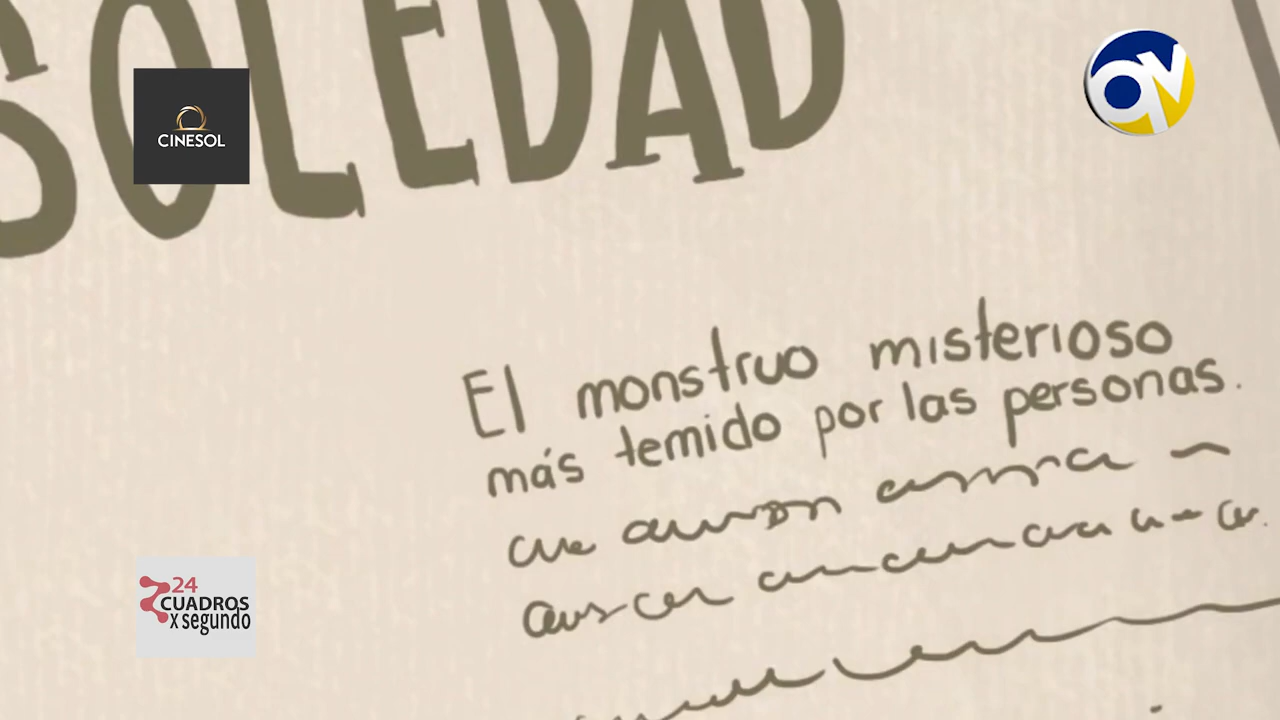 SOLEDAD
CINESOL
El monstruo misterioso
más temido por las personas.
24
CUADROS
x segundo